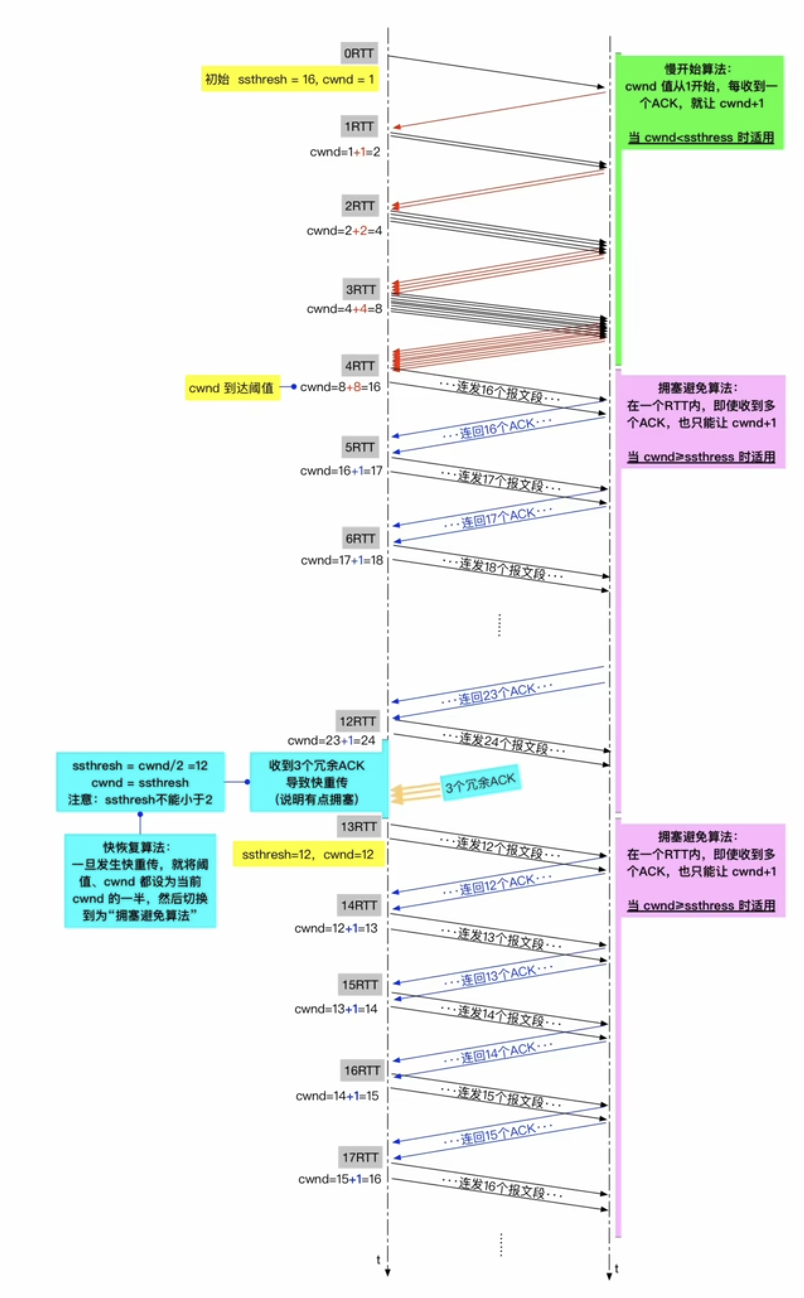 0RTT
初始 ssthresh = 16, cwnd = 1
慢开始算法：
cwnd 值从1开始，每收到一
个ACK，就让 cwnd+1
当 cwnd<ssthress 时适用
1RTT
cwnd=1+1=2
2RTT
cwnd=2+2=4
3RTT
cwnd=4+4=8
4RTT
cwnd 到达阈值
cwnd=8+8=16
···连发16个报文段···
拥塞避免算法：
在一个RTT内，即使收到多
个ACK，也只能让 cwnd+1
当 cwnd≥ssthress 时适用
···连回16个ACK···
5RTT
cwnd=16+1=17
···连发17个报文段···
···连回17个ACK···
6RTT
cwnd=17+1=18
···连发18个报文段···
···连回23个ACK···
12RTT
cwnd=23+1=24
···连发24个报文段···
ssthresh = cwnd/2 =12
cwnd = ssthresh
注意：ssthresh不能小于2
收到3个冗余ACK
导致快重传
（说明有点拥塞）
3个冗余ACK
快恢复算法：
一旦发生快重传，就将阈
值、cwnd 都设为当前
cwnd 的一半，然后切换
到为“拥塞避免算法”
13RTT
ssthresh=12，cwnd=12
···连发12个报文段···
拥塞避免算法：
在一个RTT内，即使收到多
个ACK，也只能让 cwnd+1
当 cwnd≥ssthress 时适用
···连回12个ACK···
14RTT
cwnd=12+1=13
···连发13个报文段···
···连回13个ACK···
15RTT
cwnd=13+1=14
···连发14个报文段···
···连回14个ACK···
16RTT
cwnd=14+1=15
···连发15个报文段···
···连回15个ACK···
17RTT
cwnd=15+1=16
···连发16个报文段···
t
t